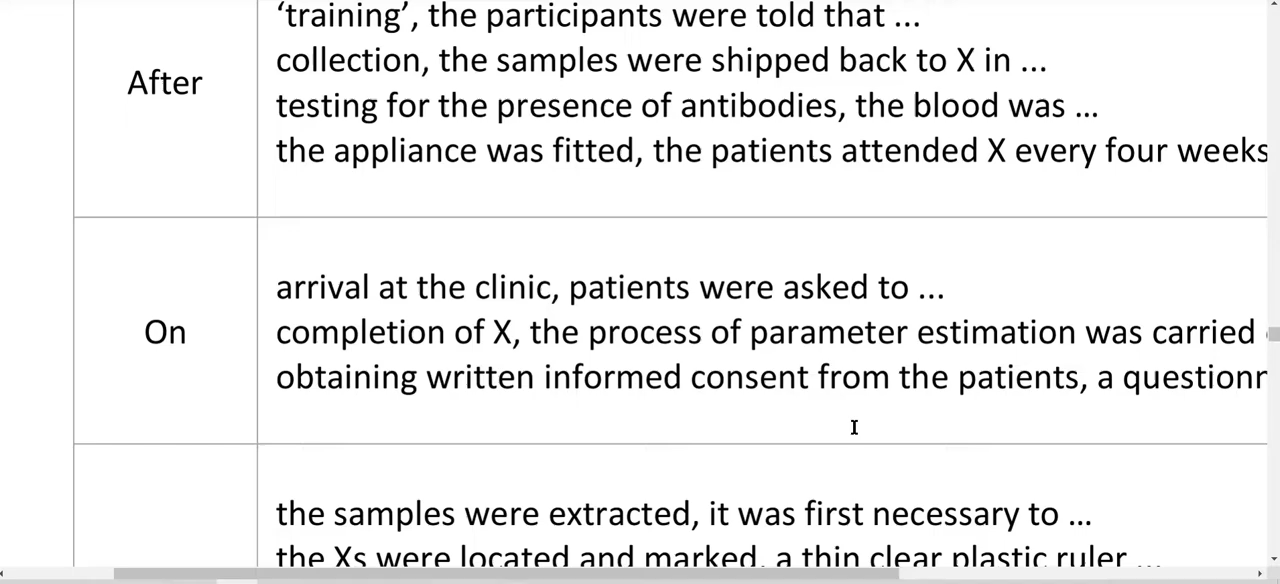 'training', the participants were told that ...
collection, the samples were shipped back to X in ...
After
testing for the presence of antibodies, the blood was ...
the appliance was fitted, the patients attended X every four weeks
arrival at the clinic, patients were asked to ...
On
completion of X, the process of parameter estimation was carried
obtaining written informed consent from the patients, a
the samples were extracted, it was first necessary to ...
the Xs were located and marked, a thin clear plastic ruler ...